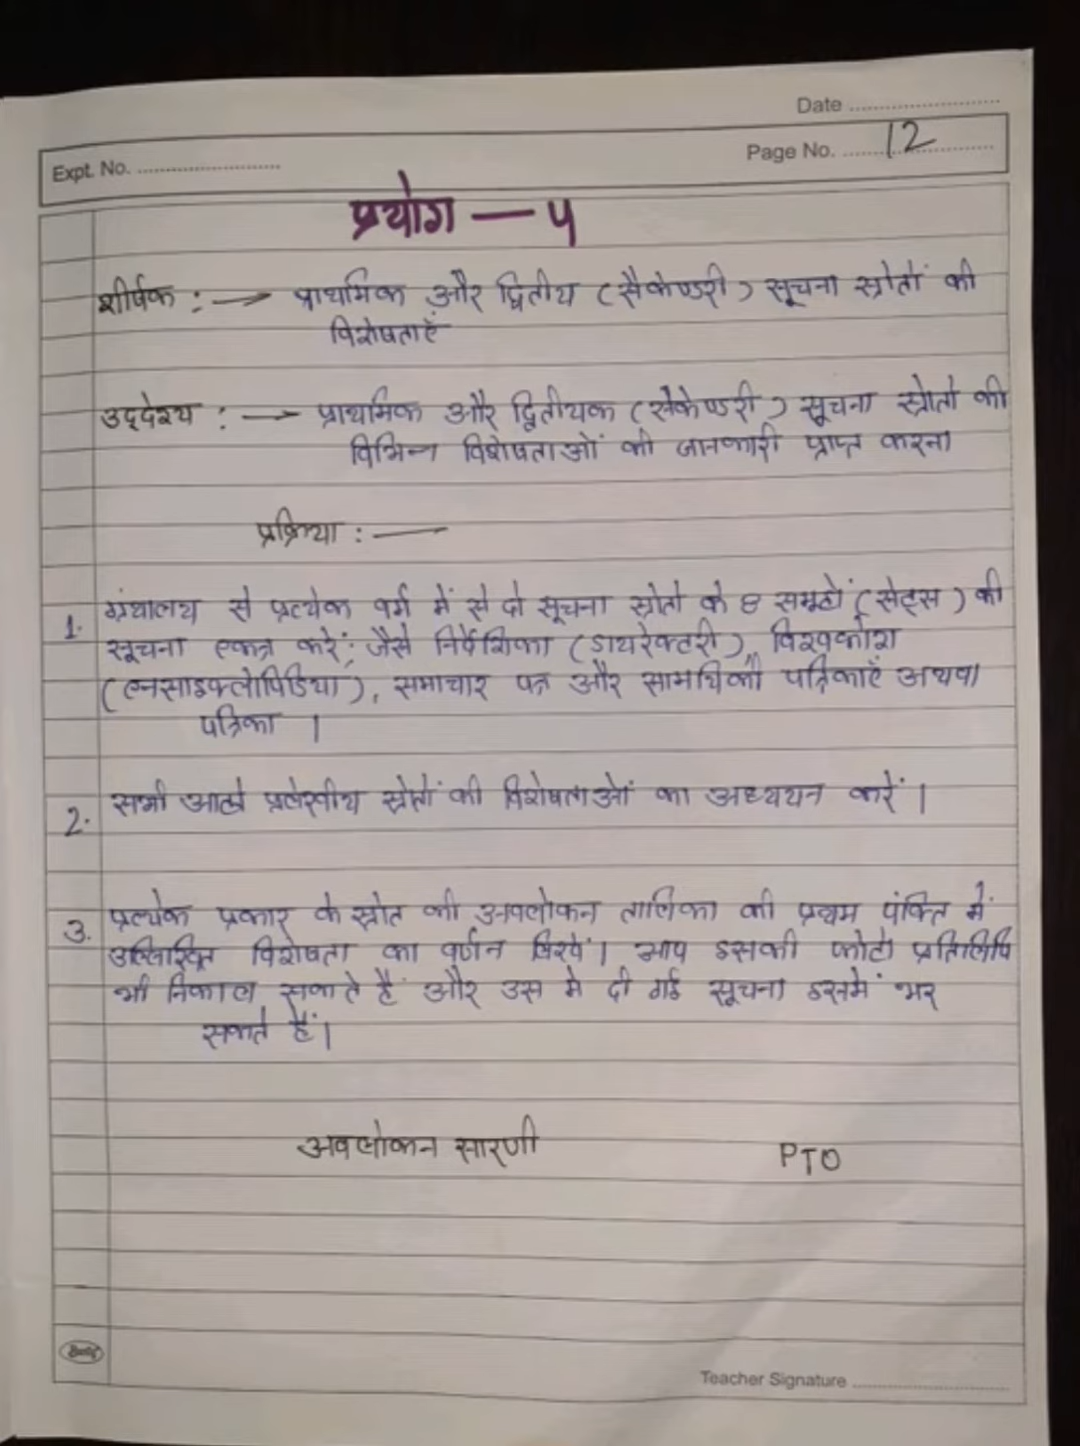 Date
Expt. No.
Page No. 12
प्रयोग — 5
शीर्षक :→ प्राथमिक और द्वितीय (सैकेण्डरी) सूचना स्रोतों की
विशेषताएँ
उद्देश्य :→ प्राथमिक और द्वितीयक (सेकेण्डरी) सूचना स्रोतो की
विभिन्न विशेषताओं की जानकारी प्राप्त करना
प्रक्रिया :—
1. ग्रंथालय से प्रत्येक वर्ग में से दो सूचना स्रोतो के 8 समूहों (सेट्स) की
सूचना एकत्र करें; जैसे निर्देशिका (डायरेक्टरी), विश्वकोश
(एनसाइक्लोपिडिया), समाचार पत्र और सामयिकी पत्रिकाएँ अथवा
पत्रिका ।
2. सभी आठो प्रलेखीय स्रोतों की विशेषताओं का अध्ययन करें ।
3. प्रत्येक प्रकार के स्रोत की अवलोकन तालिका की प्रथम पंक्ति में
उल्लिखित विशेषता का वर्णन लिखें। आप इसकी फोटो प्रतिलिपि
भी निकाल सकते हैं और उस मे दी गई सूचना इसमें भर
सकते हैं।
अवलोकन सारणी PTO
Teacher Signature